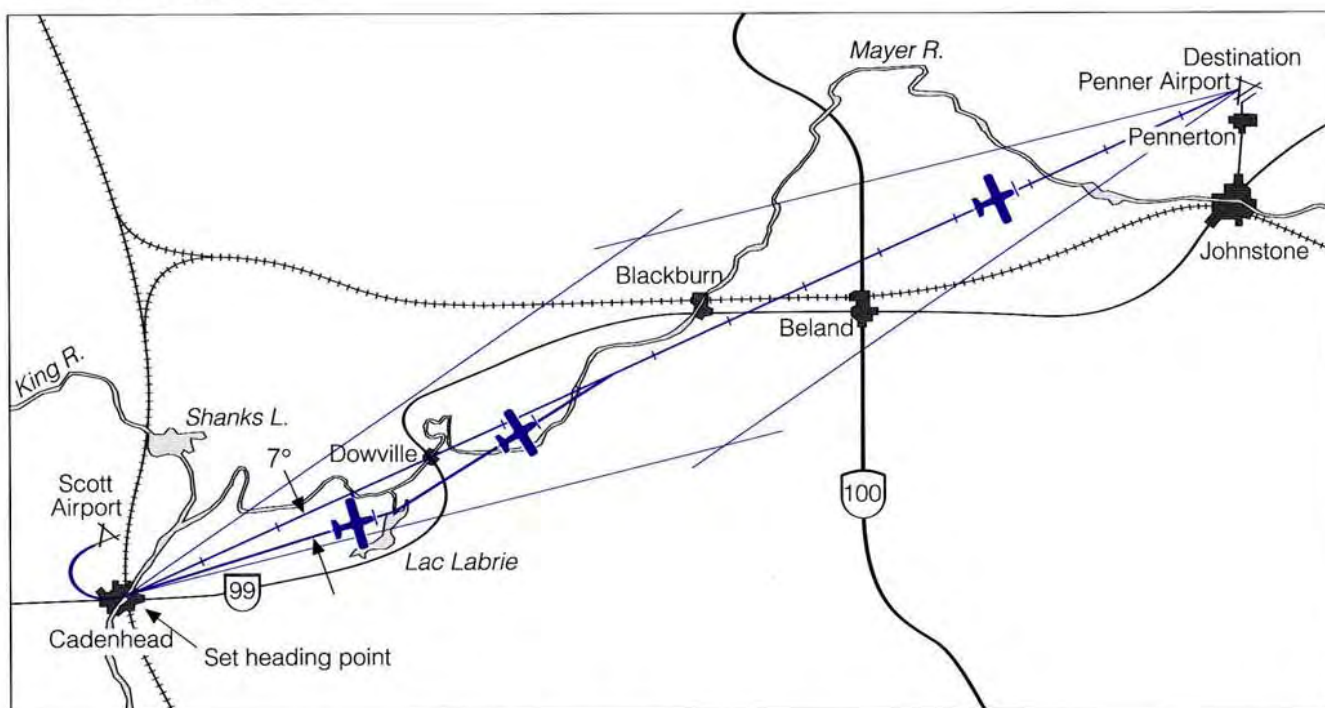 Mayer R.
Destination
Penner Airport
Pennerton
Johnstone
Blackburn
Beland
King R.
Shanks L.
Dowville
7°
Scott
Airport
100
Lac Labrie
99
Cadenhead
Set heading point